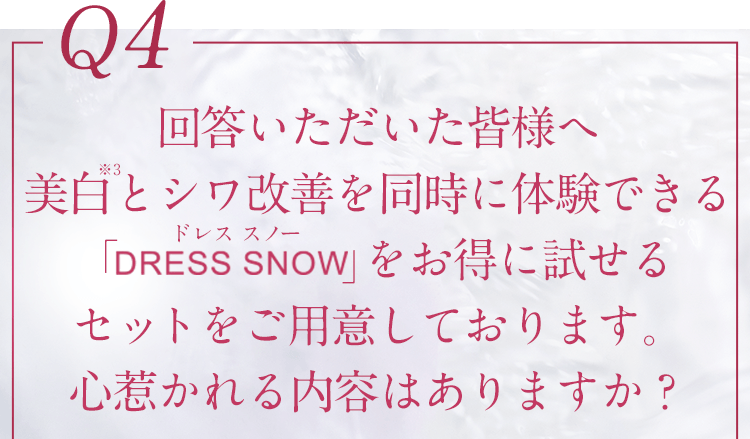 Q4
回答いただいた皆様へ
美白※3とシワ改善を同時に体験できる
ドレス スノー
「DRESS SNOW」をお得に試せる
セットをご用意しております。
心惹かれる内容はありますか？